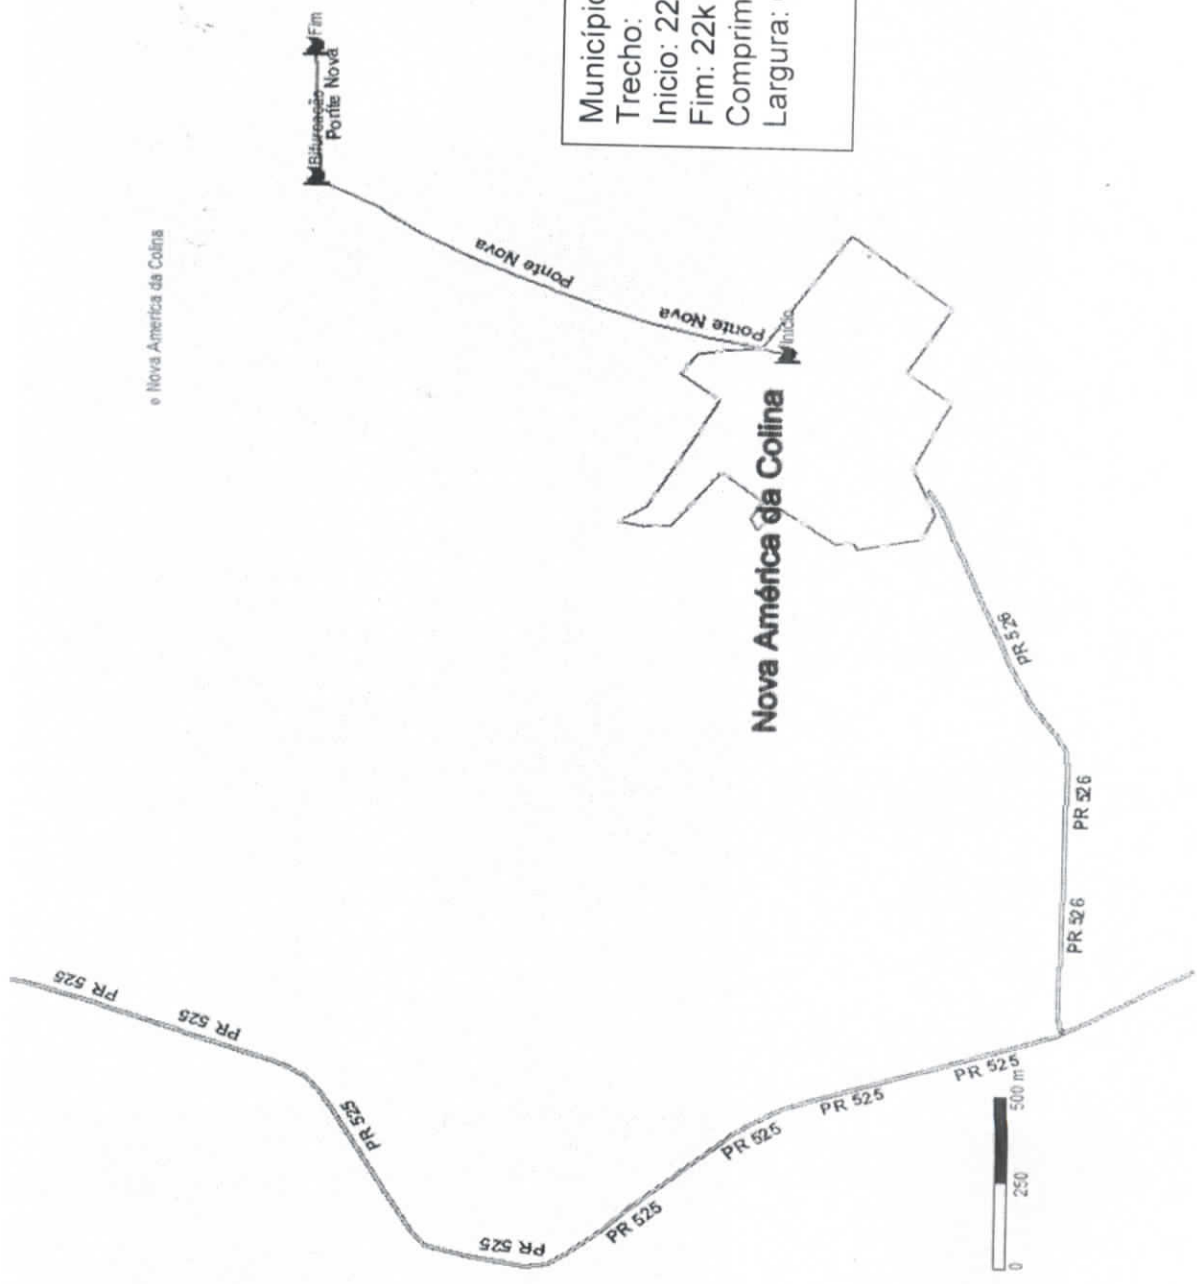 Nova America da Colina
Bifurcação
Fim
Ponte Nova
Ponte Nova
Ponte Nova
Início
Nova América da Colina
Município
Trecho:
Inicio: 22
Fim: 22k
Comprim
Largura:
PR 525
PR 525
PR 525
PR 525
PR 525
PR 525
PR 525
PR 525
PR 526
PR 526
PR 526
0
250
500 m